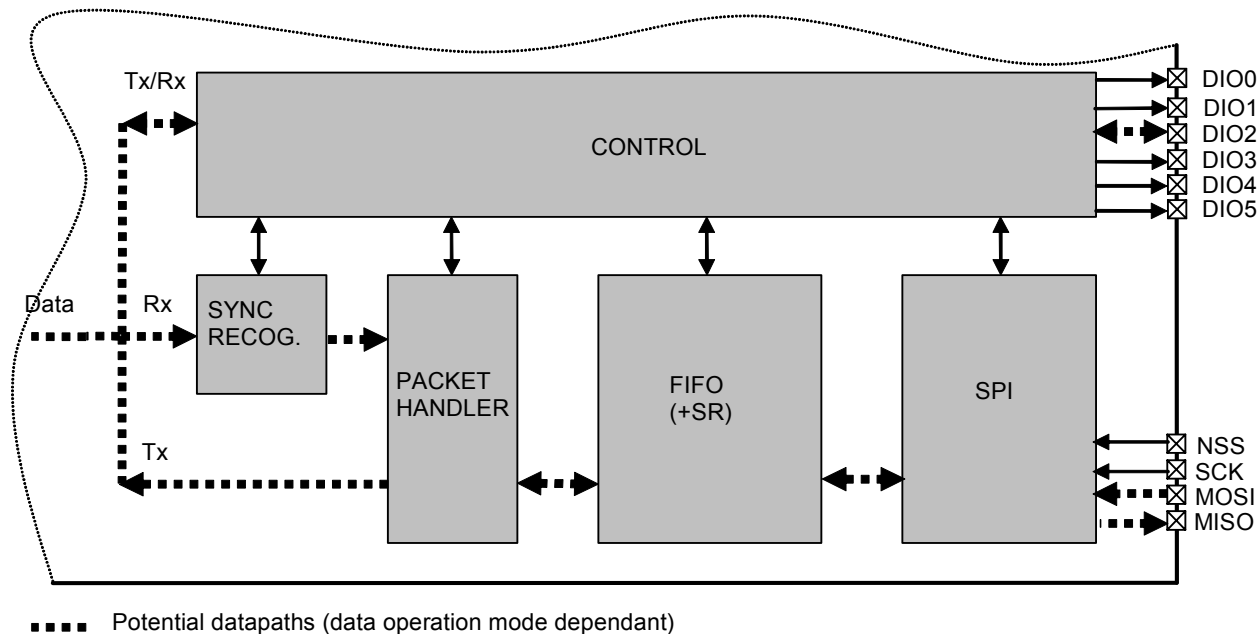 Tx/Rx
CONTROL
DIO0
DIO1
DIO2
DIO3
DIO4
DIO5
Data
Rx
SYNC
RECOG.
PACKET
HANDLER
FIFO
(+SR)
SPI
Tx
NSS
SCK
MOSI
MISO
Potential datapaths (data operation mode dependant)